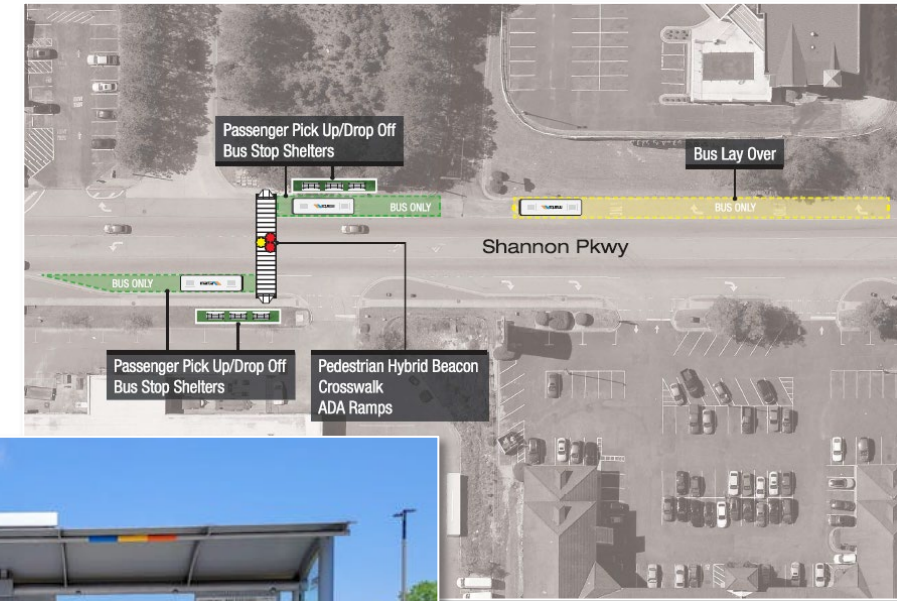 Passenger Pick Up/Drop Off
Bus Stop Shelters
Bus Lay Over
BUS ONLY
BUS ONLY
Shannon Pkwy
BUS ONLY
Passenger Pick Up/Drop Off
Bus Stop Shelters
Pedestrian Hybrid Beacon
Crosswalk
ADA Ramps